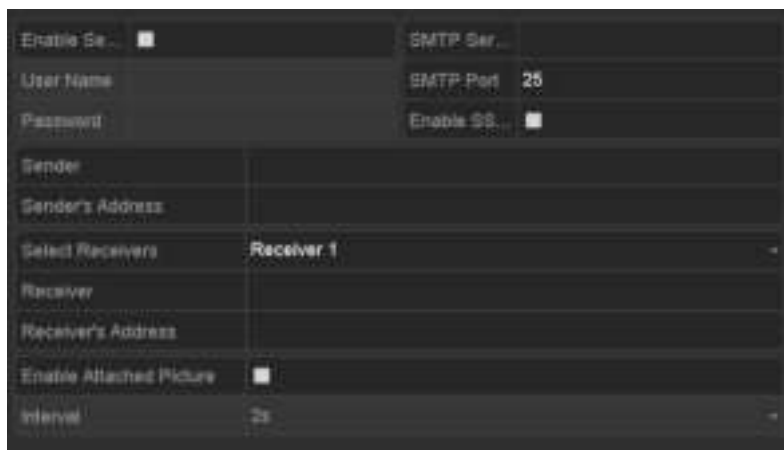 Enable Se... SMTP Ser...
User Name SMTP Port 25
Password Enable SS...
Sender
Sender's Address
Select Receivers Receiver 1
Receiver
Receiver's Address
Enable Attached Picture
Interval 2s